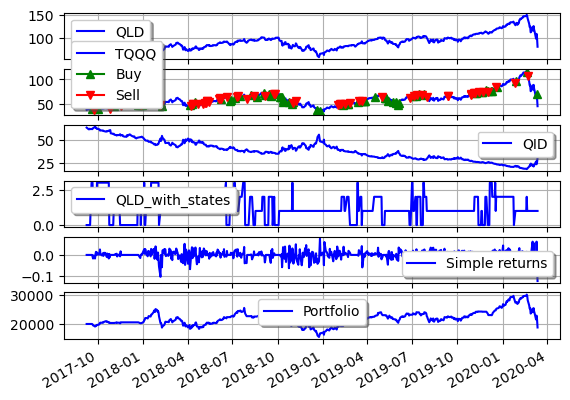 150
100
QLD
TQQQ
Buy
Sell
100
50
50
25
QID
2.5
0.0
QLD_with_states
0.0
−0.1
Simple returns
30000
20000
Portfolio
2017-10
2018-01
2018-04
2018-07
2018-10
2019-01
2019-04
2019-07
2019-10
2020-01
2020-04